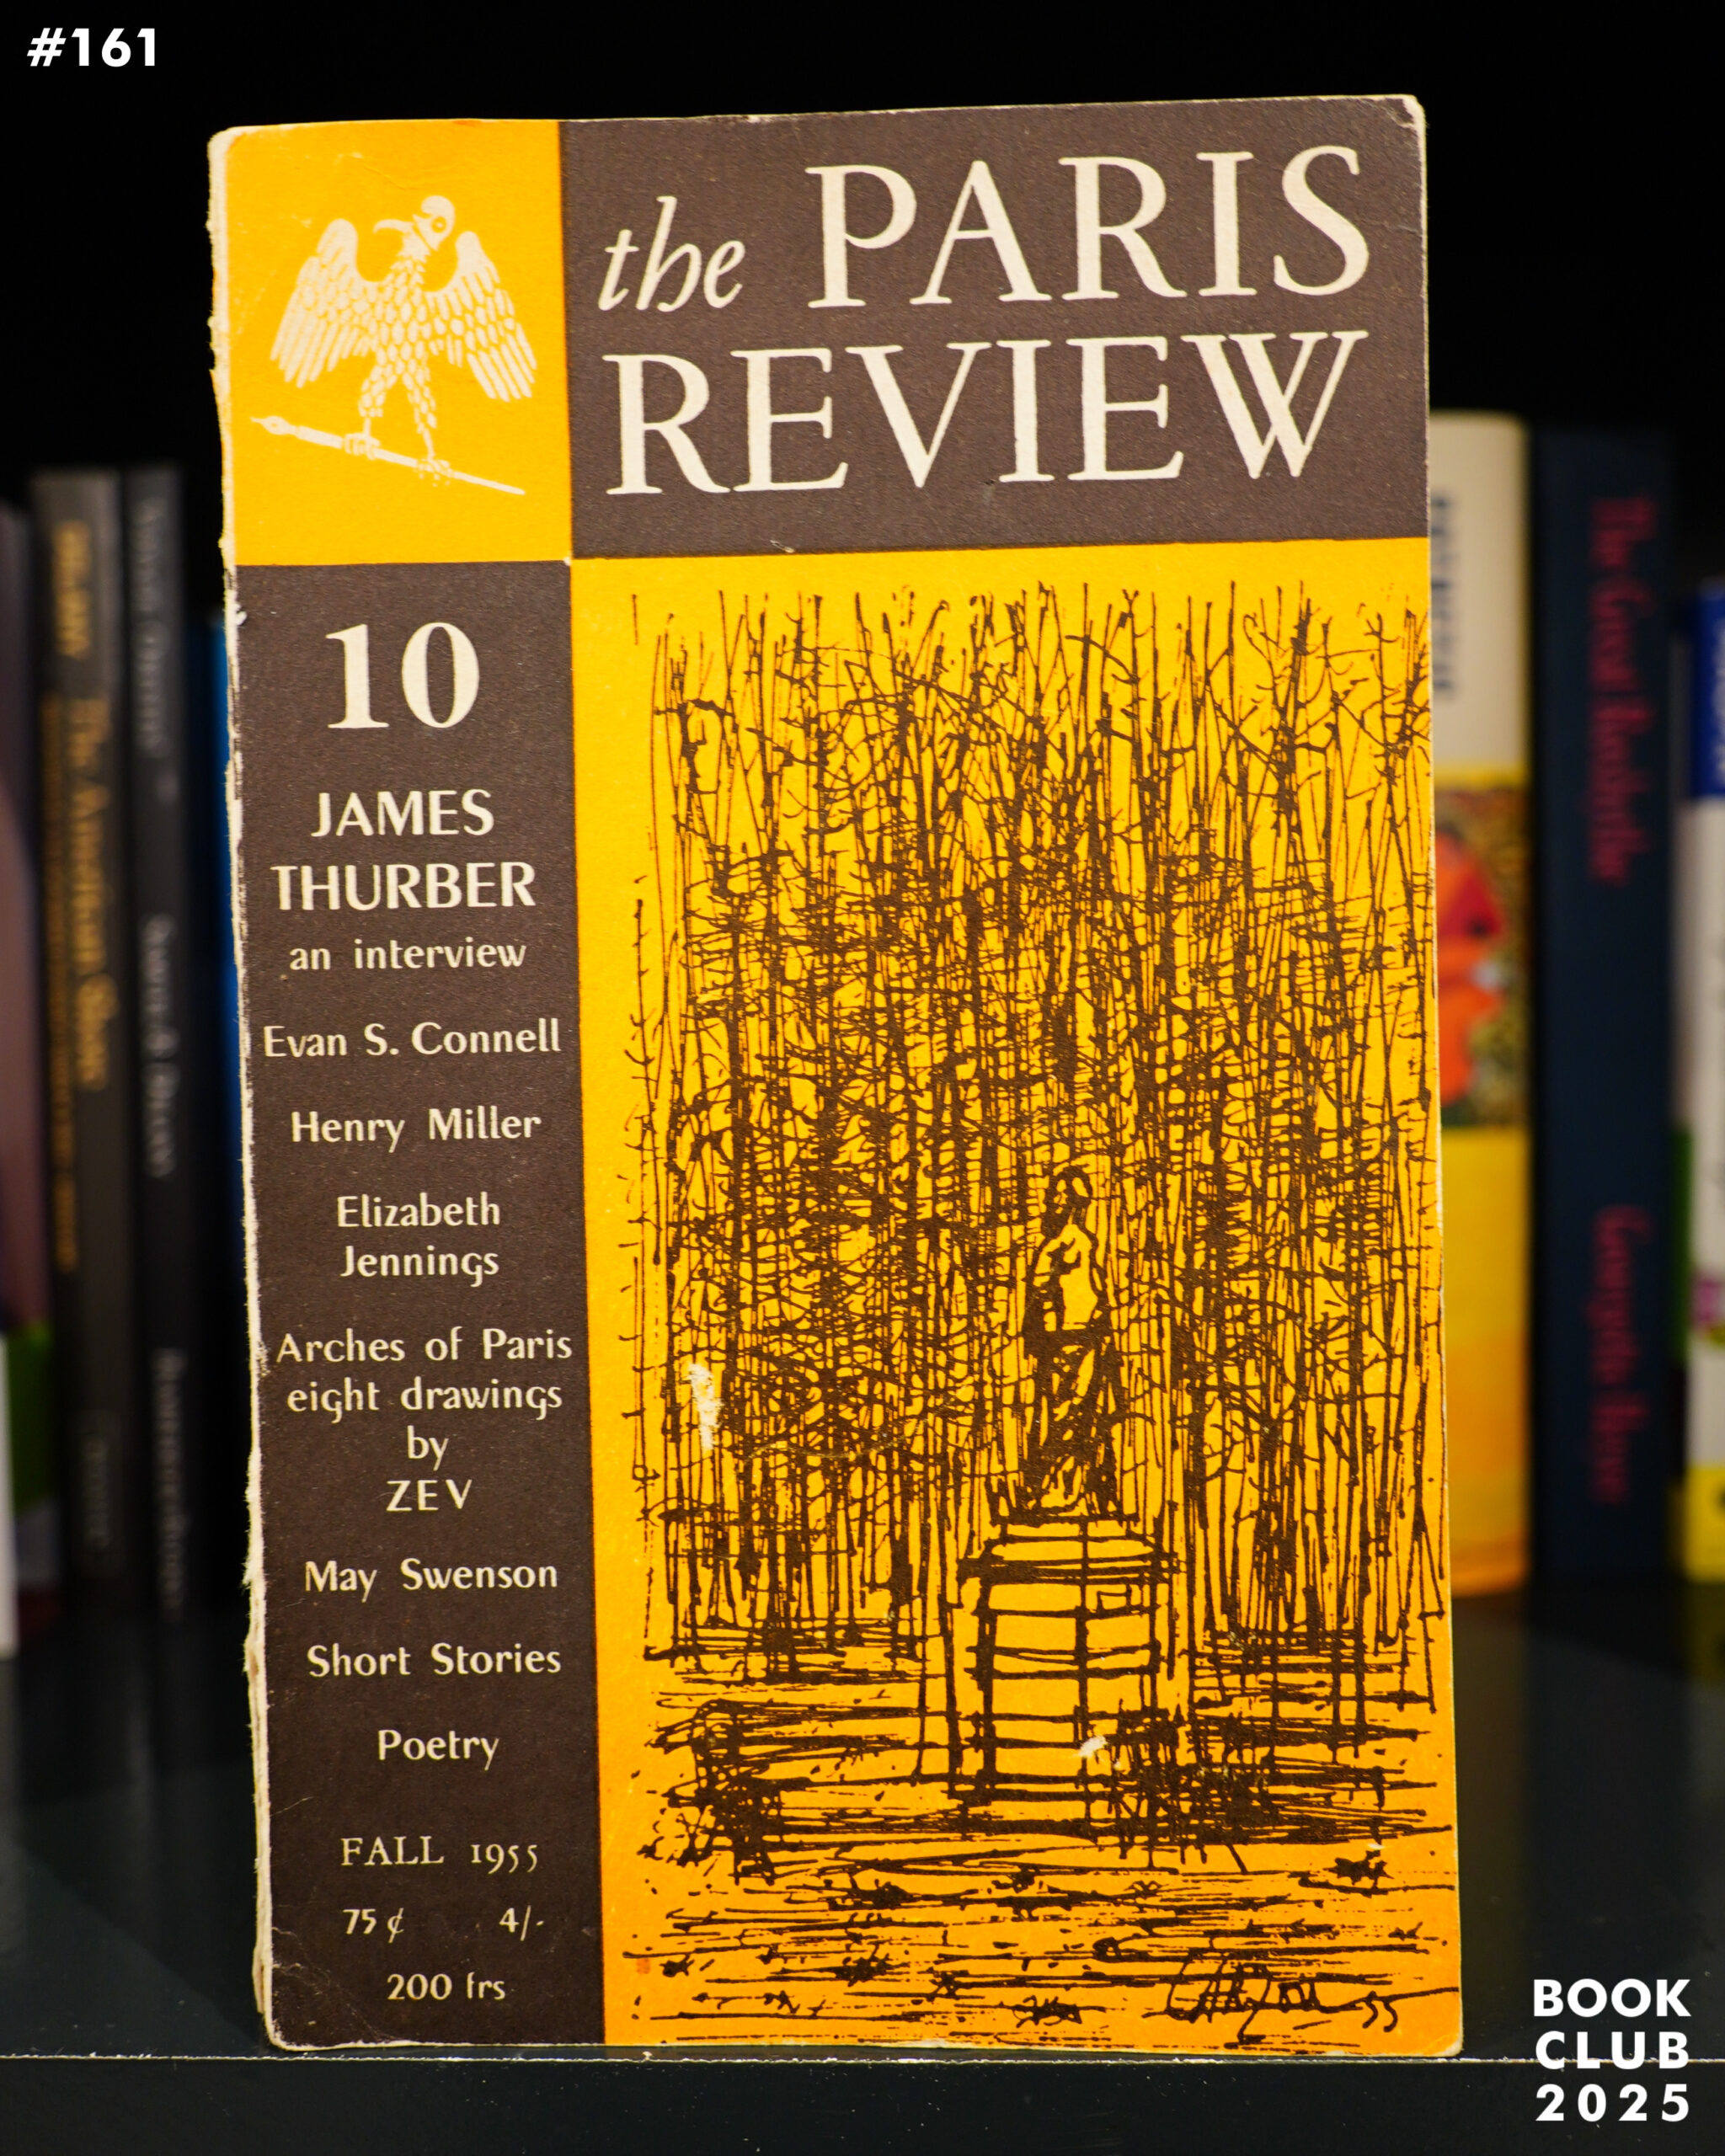 #161
the PARIS
REVIEW
10
JAMES
THURBER
an interview
Evan S. Connell
Henry Miller
Elizabeth
Jennings
Arches of Paris
eight drawings
by
ZEV
May Swenson
Short Stories
Poetry
FALL 1955
75 ¢ 4/-
200 frs
55
BOOK
CLUB
2025